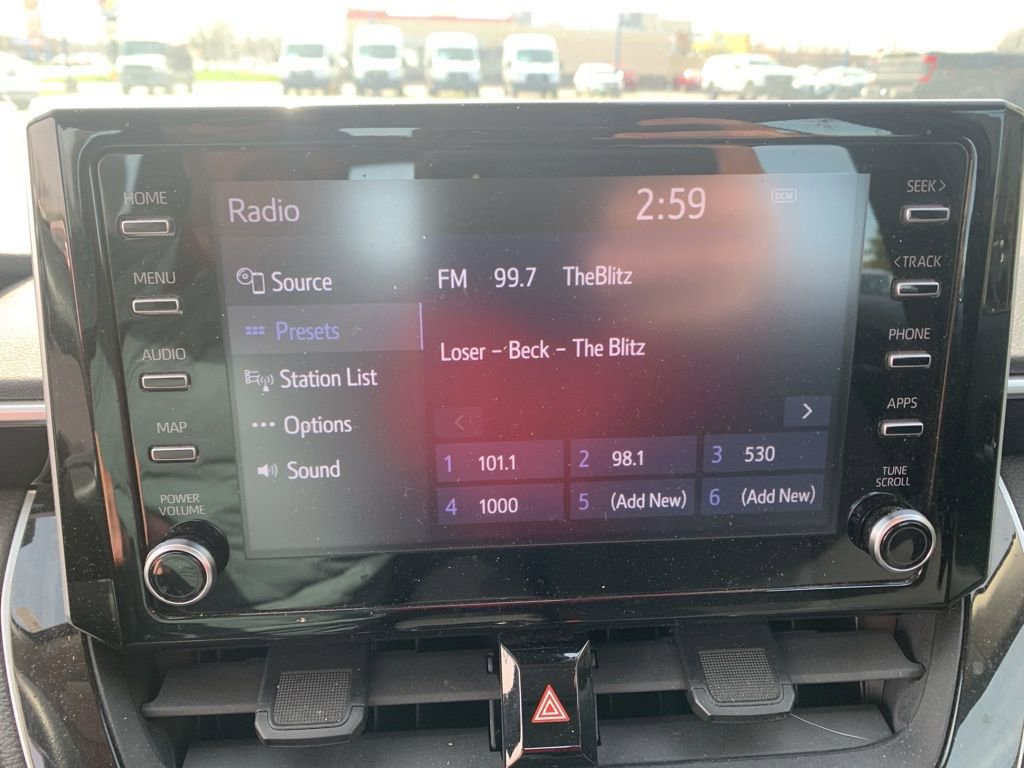 HOME
MENU
AUDIO
MAP
POWER
VOLUME
Radio
2:59
DCM
Source
Presets
Station List
Options
Sound
FM 99.7 TheBlitz
Loser - Beck - The Blitz
<
>
1 101.1
2 98.1
3 530
4 1000
5 (Add New)
6 (Add New)
SEEK >
< TRACK
PHONE
APPS
TUNE
SCROLL